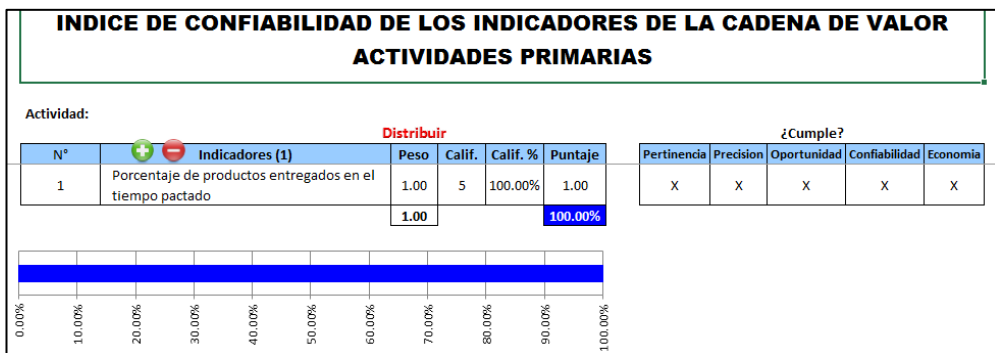 INDICE DE CONFIABILIDAD DE LOS INDICADORES DE LA CADENA DE VALOR
ACTIVIDADES PRIMARIAS
Actividad:
Distribuir
¿Cumple?
N° Indicadores (1) Peso Calif. Calif. % Puntaje Pertinencia Precision Oportunidad Confiabilidad Economia
1 Porcentaje de productos entregados en el tiempo pactado 1.00 5 100.00% 1.00 X X X X X
1.00 100.00%
0.00% 10.00% 20.00% 30.00% 40.00% 50.00% 60.00% 70.00% 80.00% 90.00% 100.00%